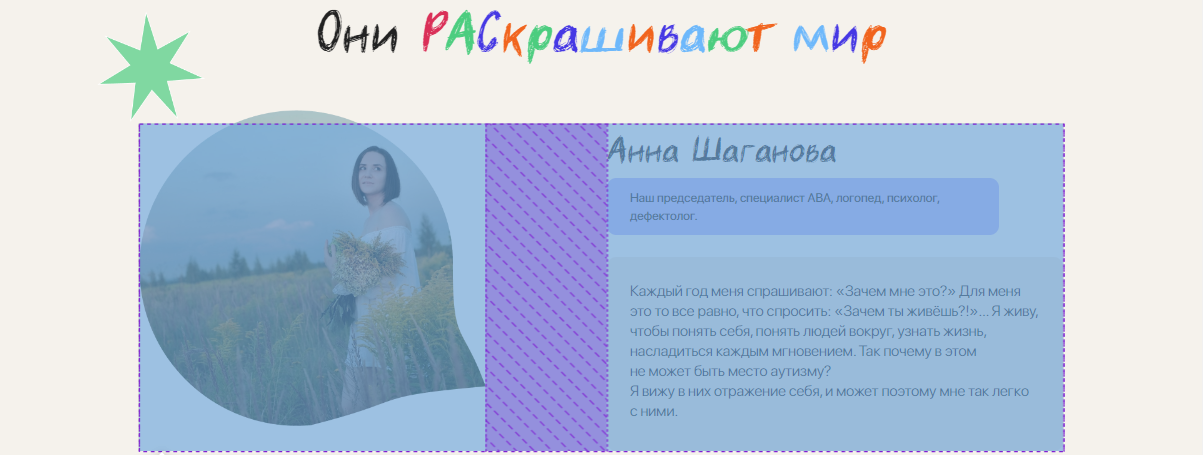 Они РАСкрашивают мир
Анна Шаганова
Наш председатель, специалист АВА, логопед, психолог,
дефектолог.
Каждый год меня спрашивают: «Зачем мне это?» Для меня
это то все равно, что спросить: «Зачем ты живёшь?!»... Я живу,
чтобы понять себя, понять людей вокруг, узнать жизнь,
насладиться каждым мгновением. Так почему в этом
не может быть место аутизму?
Я вижу в них отражение себя, и может поэтому мне так легко
с ними.